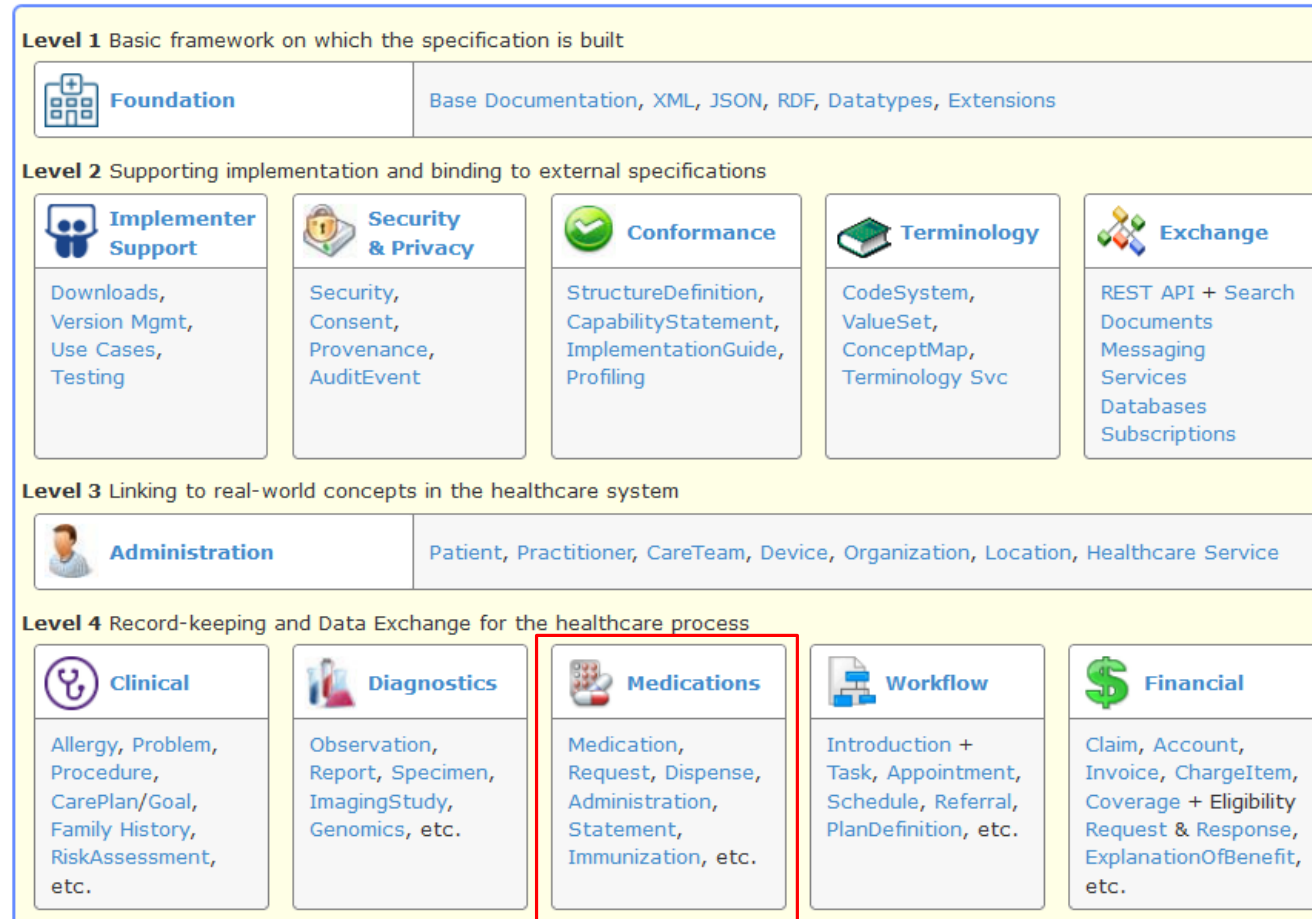 Level 1 Basic framework on which the specification is built
Foundation
Base Documentation, XML, JSON, RDF, Datatypes, Extensions
Level 2 Supporting implementation and binding to external specifications
Implementer
Support
Downloads,
Version Mgmt,
Use Cases,
Testing
Security
& Privacy
Security,
Consent,
Provenance,
AuditEvent
Conformance
StructureDefinition,
CapabilityStatement,
ImplementationGuide,
Profiling
Terminology
CodeSystem,
ValueSet,
ConceptMap,
Terminology Svc
Exchange
REST API + Search
Documents
Messaging
Services
Databases
Subscriptions
Level 3 Linking to real-world concepts in the healthcare system
Administration
Patient, Practitioner, CareTeam, Device, Organization, Location, Healthcare Service
Level 4 Record-keeping and Data Exchange for the healthcare process
Clinical
Allergy, Problem,
Procedure,
CarePlan/Goal,
Family History,
RiskAssessment,
etc.
Diagnostics
Observation,
Report, Specimen,
ImagingStudy,
Genomics, etc.
Medications
Medication,
Request, Dispense,
Administration,
Statement,
Immunization, etc.
Workflow
Introduction +
Task, Appointment,
Schedule, Referral,
PlanDefinition, etc.
Financial
Claim, Account,
Invoice, ChargeItem,
Coverage + Eligibility
Request & Response,
ExplanationOfBenefit,
etc.